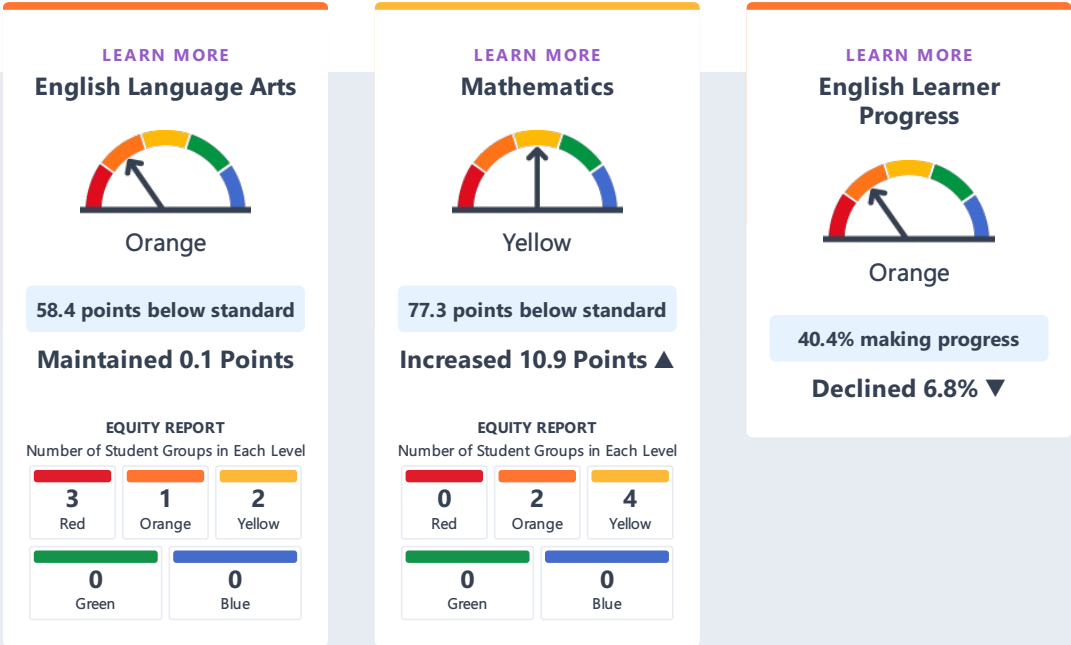 LEARN MORE
English Language Arts
Orange
58.4 points below standard
Maintained 0.1 Points
EQUITY REPORT
Number of Student Groups in Each Level
3
Red
1
Orange
2
Yellow
0
Green
0
Blue
LEARN MORE
Mathematics
Yellow
77.3 points below standard
Increased 10.9 Points ▲
EQUITY REPORT
Number of Student Groups in Each Level
0
Red
2
Orange
4
Yellow
0
Green
0
Blue
LEARN MORE
English Learner
Progress
Orange
40.4% making progress
Declined 6.8% ▼